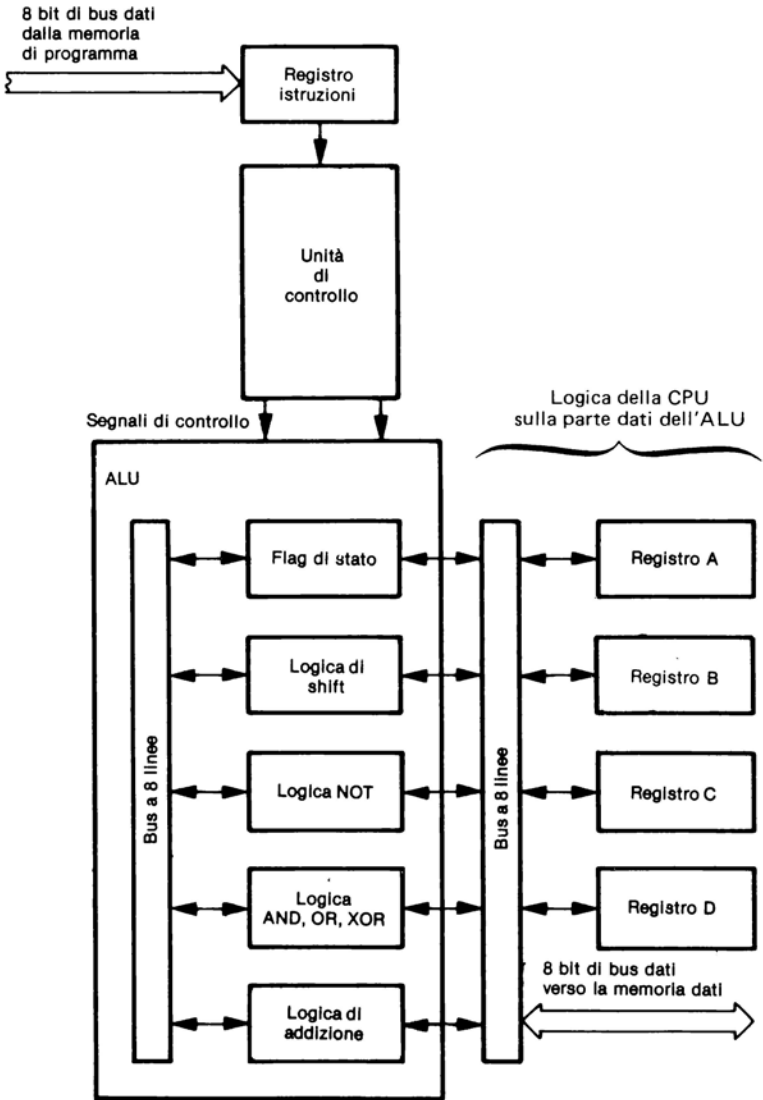 8 bit di bus dati
dalla memoria
di programma
Registro
istruzioni
Unità
di
controllo
Segnali di controllo
Logica della CPU
sulla parte dati dell'ALU
ALU
Bus a 8 linee
Flag di stato
Bus a 8 linee
Registro A
Logica di
shift
Registro B
Logica NOT
Registro C
Logica
AND, OR, XOR
Registro D
8 bit di bus dati
verso la memoria dati
Logica di
addizione